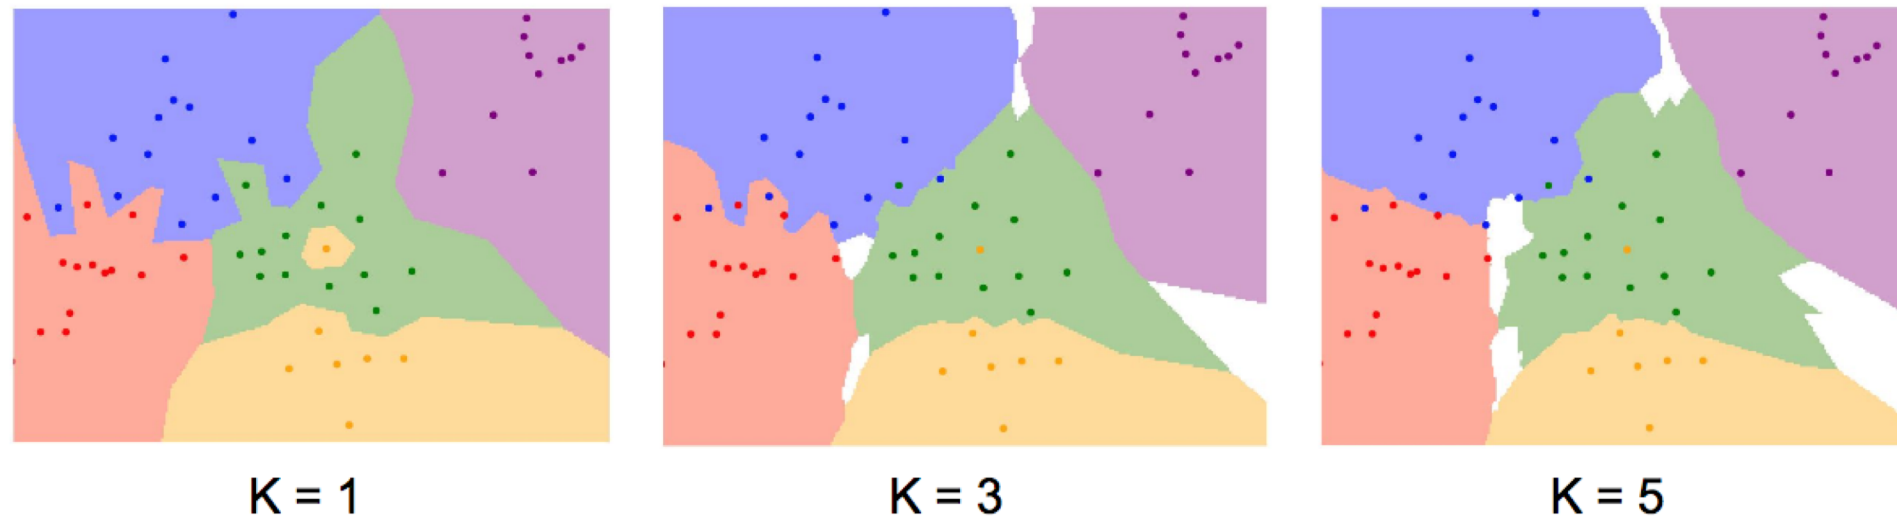 K = 1
K = 3
K = 5